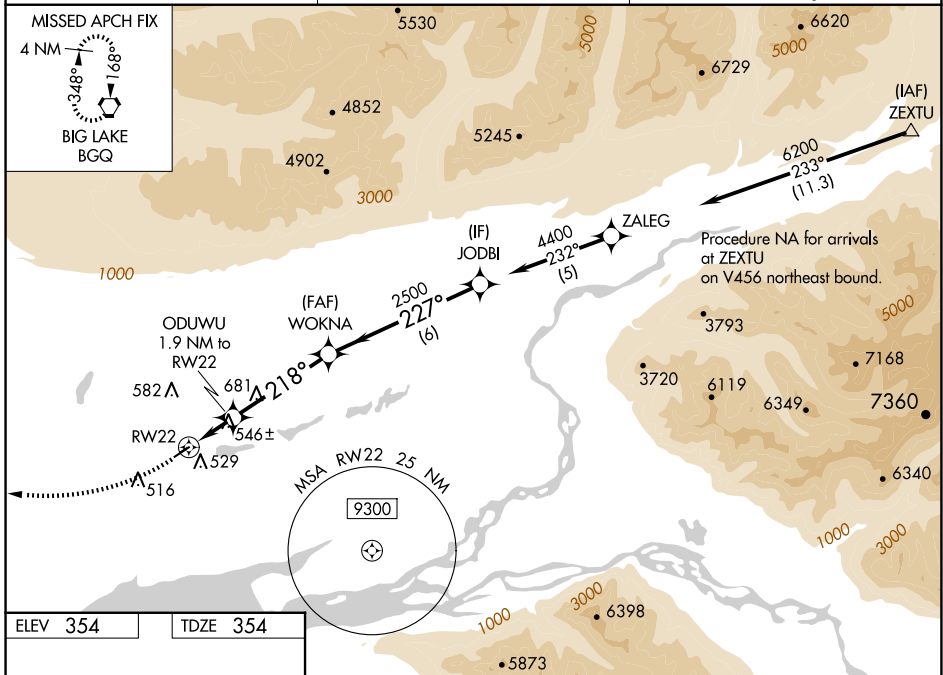 MISSED APCH FIX
4 NM
348°
168°
BIG LAKE
BGQ
5530
5000
6620
5000
6729
4852
5245
4902
3000
(IAF)
ZEXTU
6200
233°
(11.3)
ZALEG
4400
232°
(5)
(IF)
JODBI
Procedure NA for arrivals
at ZEXTU
on V456 northeast bound.
1000
2500
227°
(6)
(FAF)
WOKNA
5000
3793
ODUWU
1.9 NM to
RW22
218°
3720
7168
6119
582
681
6349
7360
RW22
546±
529
516
MSA RW22 25 NM
9300
6340
1000
3000
3000
1000
6398
5873
ELEV 354
TDZE 354